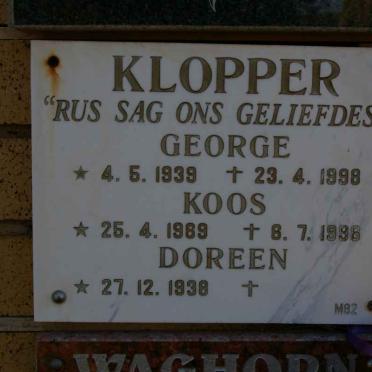 KLOPPER
"RUS SAG ONS GELIEFDES
GEORGE
☆ 4. 5. 1939 ✝ 23. 4. 1998
KOOS
☆ 25. 4. 1969 ✝ 6. 7. 1998
DOREEN
☆ 27. 12. 1938 ✝
M82
WAGHORN